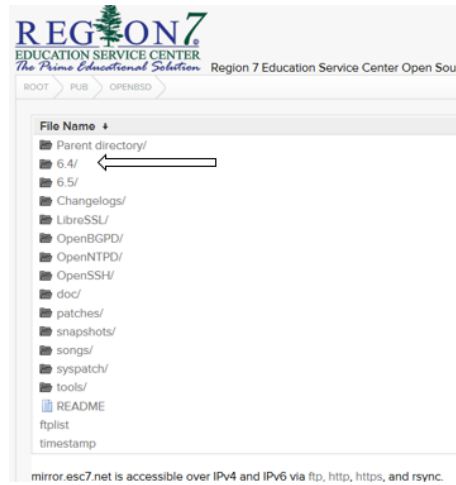 REGION 7
EDUCATION SERVICE CENTER
The Prime Educational Solution Region 7 Education Service Center Open Sou
ROOT PUB OPENBSD
File Name
Parent directory/
6.4/
6.5/
Changelogs/
LibreSSL/
OpenBGPD/
OpenNTPD/
OpenSSH/
doc/
patches/
snapshots/
songs/
syspatch/
tools/
README
ftplist
timestamp
mirror.esc7.net is accessible over IPv4 and IPv6 via ftp, http, https, and rsync.